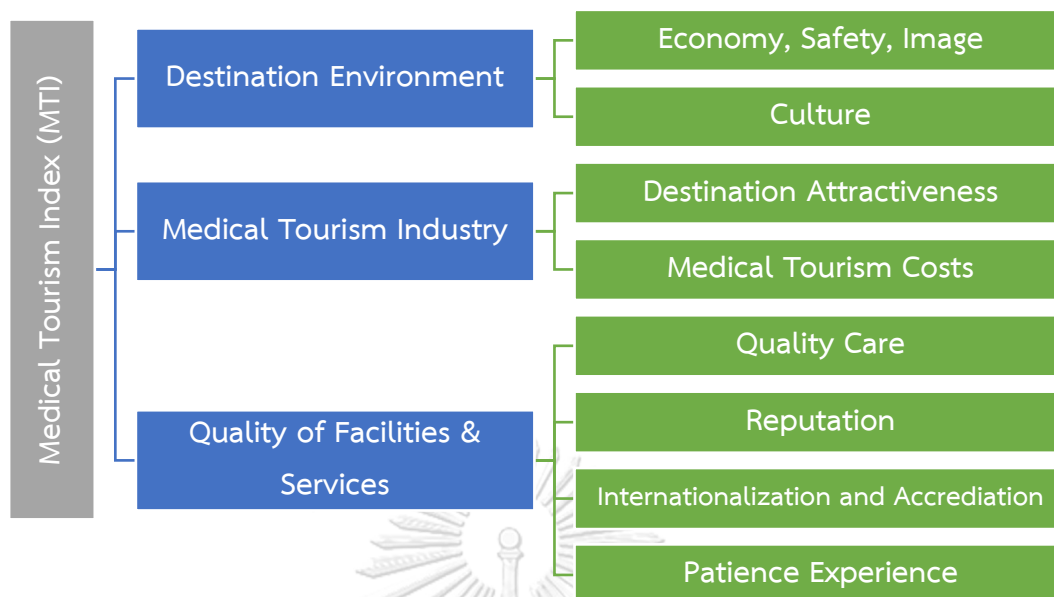 Medical Tourism Index (MTI)
Destination Environment
Economy, Safety, Image
Culture
Medical Tourism Industry
Destination Attractiveness
Medical Tourism Costs
Quality of Facilities &
Services
Quality Care
Reputation
Internationalization and Accrediation
Patience Experience